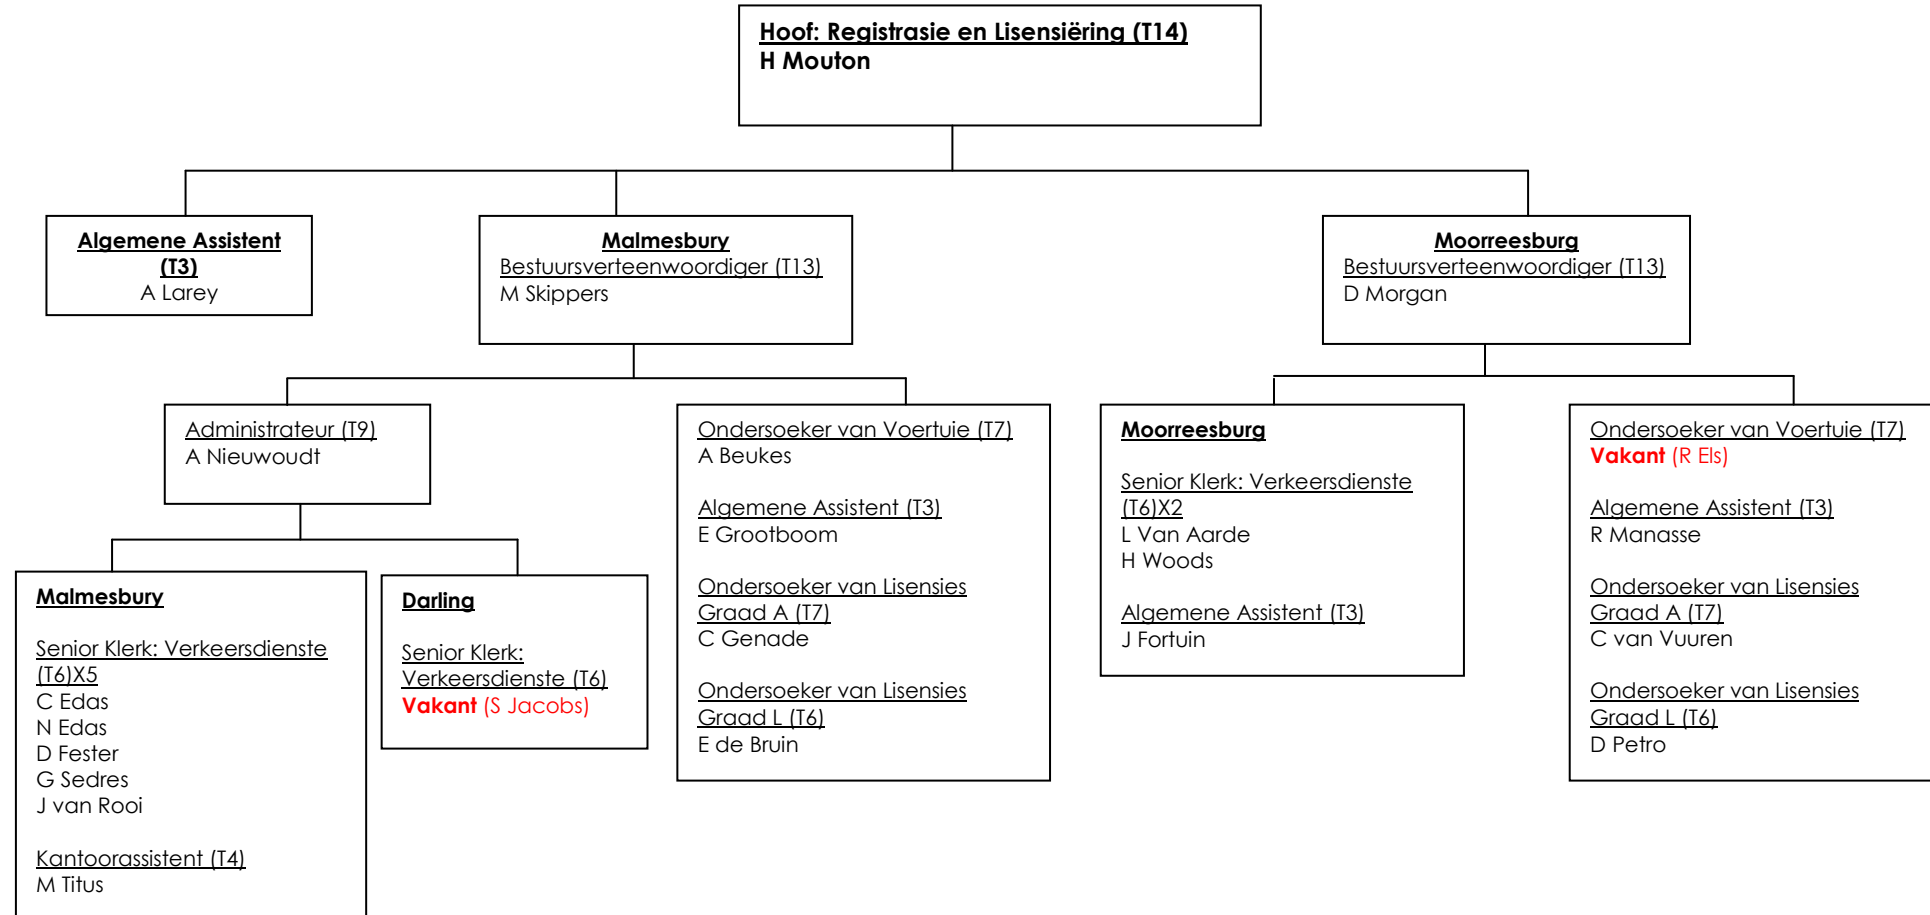 Hoof: Registrasie en Lisensiëring (T14)
H Mouton
Algemene Assistent
(T3)
A Larey
Malmesbury
Bestuursverteenwoordiger (T13)
M Skippers
Moorreesburg
Bestuursverteenwoordiger (T13)
D Morgan
Administrateur (T9)
A Nieuwoudt
Malmesbury
Senior Klerk: Verkeersdienste
(T6)X5
C Edas
N Edas
D Fester
G Sedres
J van Rooi
Kantoorassistent (T4)
M Titus
Darling
Senior Klerk:
Verkeersdienste (T6)
Vakant (S Jacobs)
Ondersoeker van Voertuie (T7)
A Beukes
Algemene Assistent (T3)
E Grootboom
Ondersoeker van Lisensies
Graad A (T7)
C Genade
Ondersoeker van Lisensies
Graad L (T6)
E de Bruin
Moorreesburg
Senior Klerk: Verkeersdienste
(T6)X2
L Van Aarde
H Woods
Algemene Assistent (T3)
J Fortuin
Ondersoeker van Voertuie (T7)
Vakant (R Els)
Algemene Assistent (T3)
R Manasse
Ondersoeker van Lisensies
Graad A (T7)
C van Vuuren
Ondersoeker van Lisensies
Graad L (T6)
D Petro